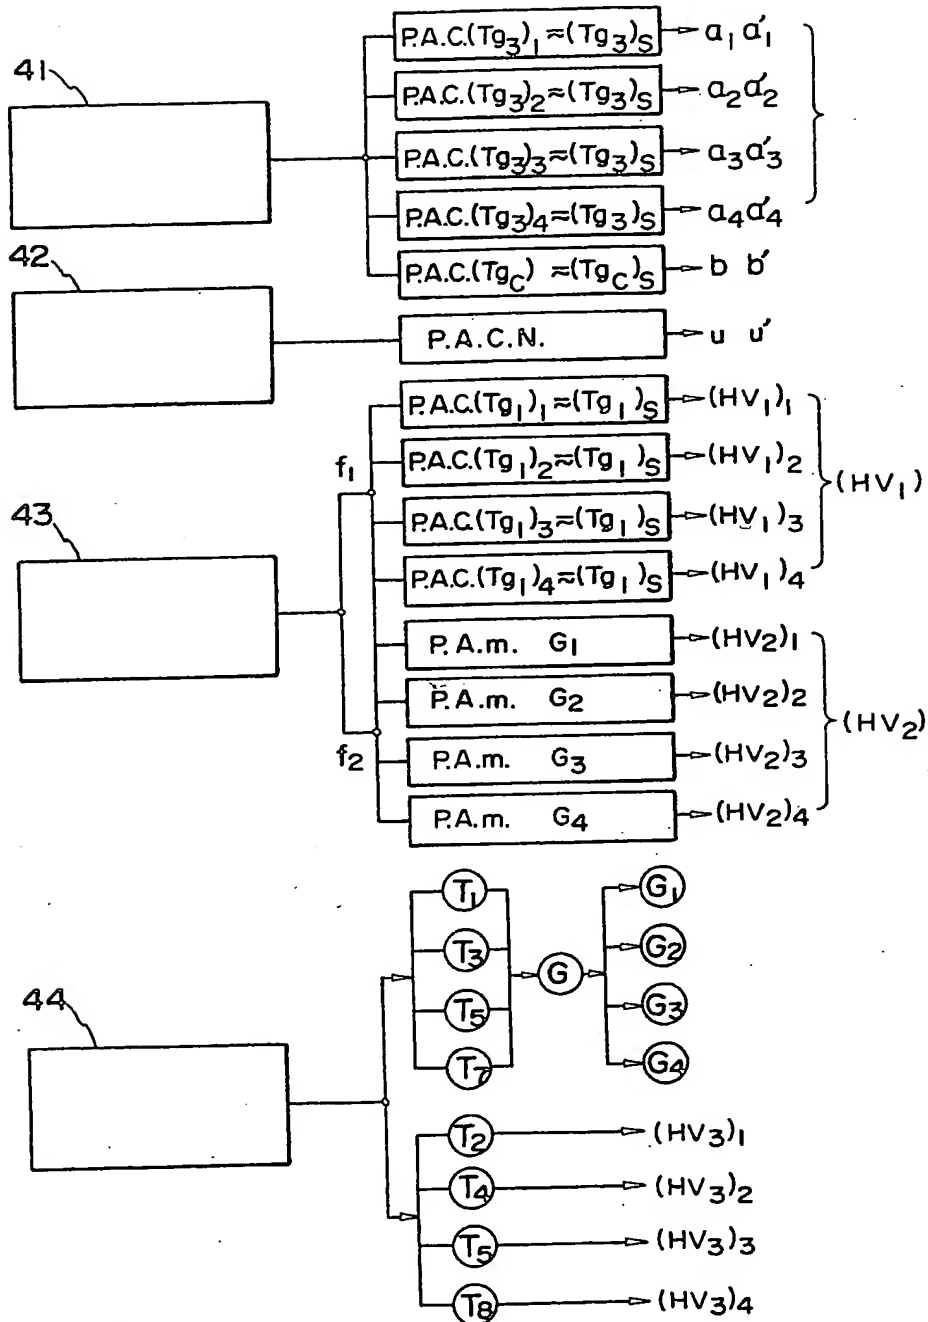 P.A.C.(Tg3)1≈(Tg3)S a1 a'1
41
P.A.C.(Tg3)2≈(Tg3)S a2 a'2
P.A.C.(Tg3)3≈(Tg3)S a3 a'3
P.A.C.(Tg3)4≈(Tg3)S a4 a'4
42
P.A.C.(TgC) ≈(TgC)S b b'
P.A.C.N. u u'
P.A.C.(Tg1)1≈(Tg1)S (HV1)1
f1
P.A.C.(Tg1)2≈(Tg1)S (HV1)2
(HV1)
43
P.A.C.(Tg1)3≈(Tg1)S (HV1)3
P.A.C.(Tg1)4≈(Tg1)S (HV1)4
P.A.m. G1 (HV2)1
P.A.m. G2 (HV2)2
(HV2)
f2
P.A.m. G3 (HV2)3
P.A.m. G4 (HV2)4
T1 G1
T3 G2
G
44
T5 G3
T7 G4
T2 (HV3)1
T4 (HV3)2
T5 (HV3)3
T8 (HV3)4